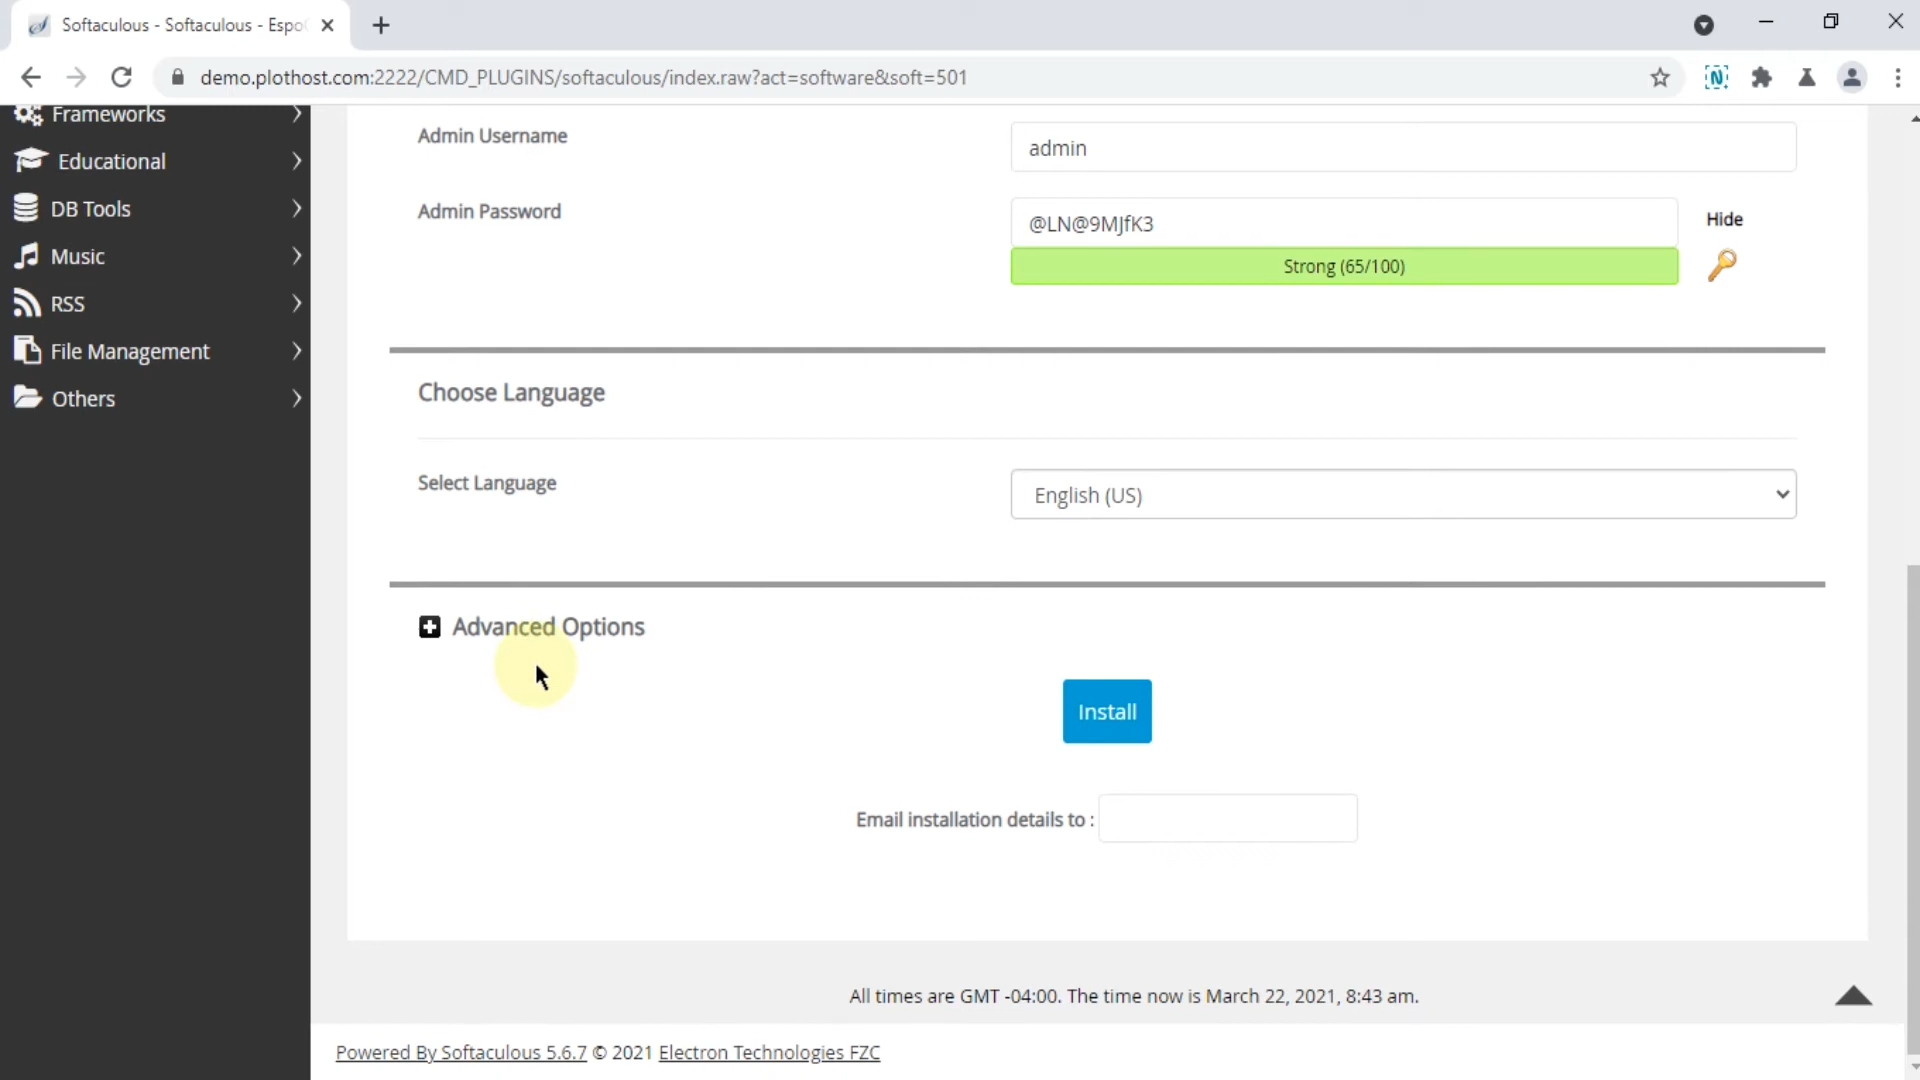 Softaculous - Softaculous - Espo
demo.plothost.com:2222/CMD_PLUGINS/softaculous/index.raw?act=software&soft=501
Frameworks
Educational
DB Tools
Music
RSS
File Management
Others
Admin Username
admin
Admin Password
@LN@9MJfK3
Hide
Strong (65/100)
Choose Language
Select Language
English (US)
Advanced Options
Install
Email installation details to :
All times are GMT -04:00. The time now is March 22, 2021, 8:43 am.
Powered By Softaculous 5.6.7 © 2021 Electron Technologies FZC